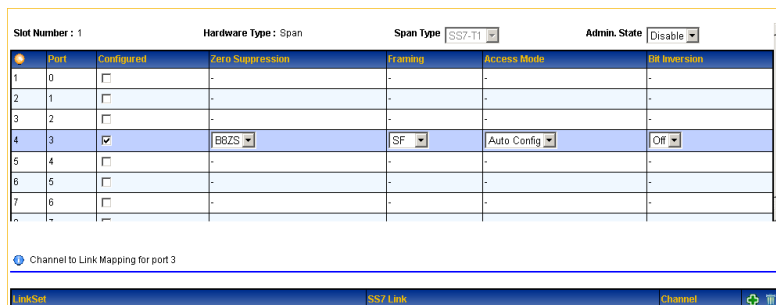 Slot Number : 1 Hardware Type : Span Span Type SS7-T1 Admin. State Disable
Port Configured Zero Suppression Framing Access Mode Bit Inversion
1 0 - - - -
2 1 - - - -
3 2 - - - -
4 3 B8ZS SF Auto Config Off
5 4 - - - -
6 5 - - - -
7 6 - - - -
Channel to Link Mapping for port 3
LinkSet SS7 Link Channel